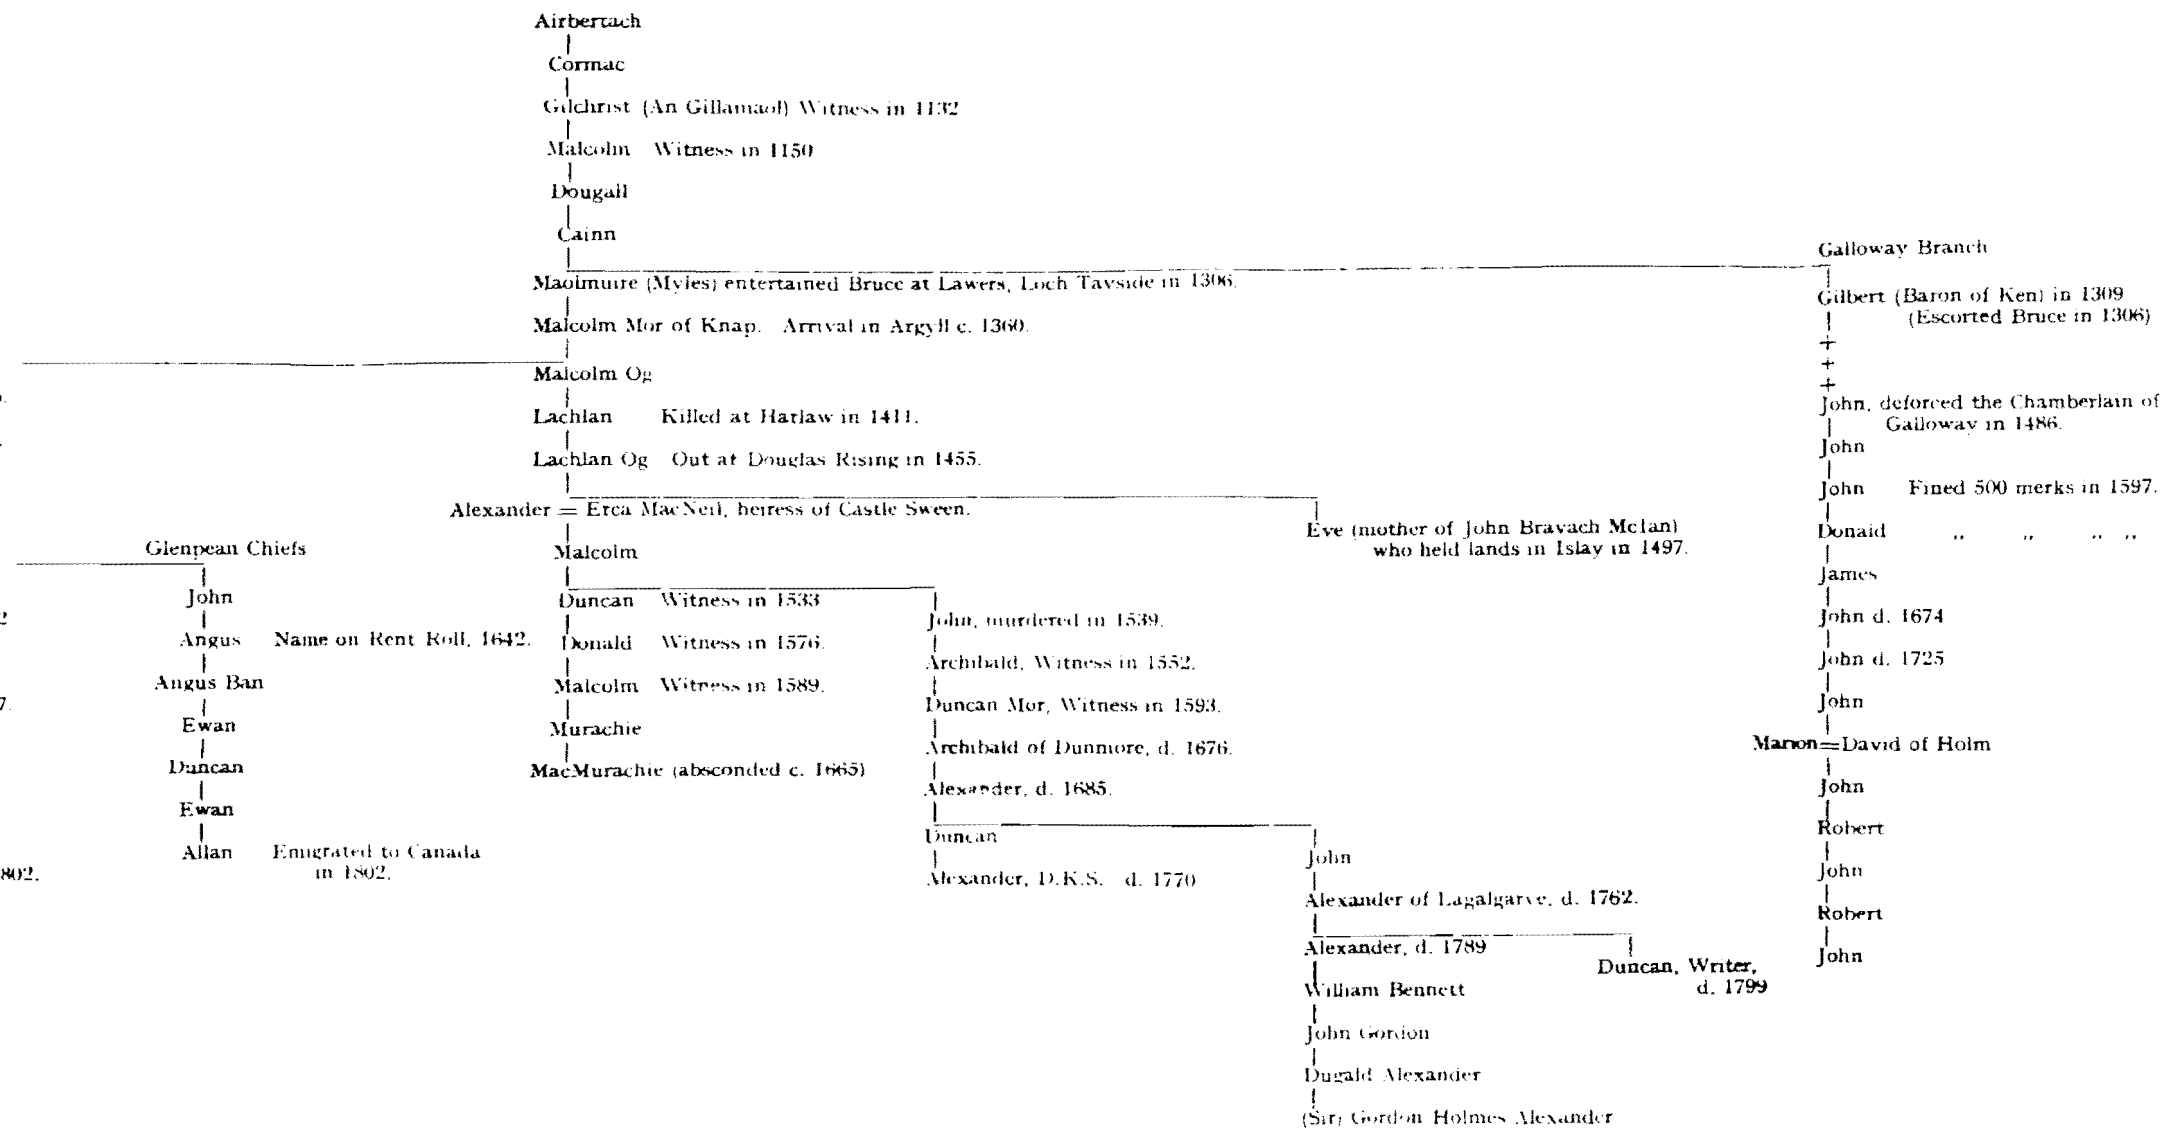 Airbertach
Cormac
Gilchrist (An Gillamaol) Witness in 1132
Malcolm Witness in 1150
Dougall
Cainn
Maolmuire (Myles) entertained Bruce at Lawers, Loch Tayside in 1306.
Malcolm Mor of Knap. Arrival in Argyll c. 1360.
Malcolm Og
Lachlan Killed at Harlaw in 1411.
Lachlan Og Out at Douglas Rising in 1455.
Alexander = Erca MacNeil, heiress of Castle Sween.
Eve (mother of John Bravach McIan)
who held lands in Islay in 1497.
Malcolm
Duncan Witness in 1533
Donald Witness in 1576.
Malcolm Witness in 1589.
Murachie
MacMurachie (absconded c. 1665)
Glenpean Chiefs
John
Angus Name on Rent Roll, 1642.
Angus Ban
Ewan
Duncan
Ewan
Allan Emigrated to Canada
in 1802.
2
7.
802.
John, murdered in 1539.
Archibald, Witness in 1552.
Duncan Mor, Witness in 1593.
Archibald of Dunmore, d. 1676.
Alexander, d. 1685.
Duncan
Alexander, D.K.S. d. 1770
John
Alexander of Lagalgarve, d. 1762.
Alexander, d. 1789
Duncan, Writer,
d. 1799
William Bennett
John Gordon
Dugald Alexander
(Sir) Gordon Holmes Alexander
Galloway Branch
Gilbert (Baron of Ken) in 1309
(Escorted Bruce in 1306)
+
+
+
John, deforced the Chamberlain of
Galloway in 1486.
John
John Fined 500 merks in 1597.
Donald ,, ,, ,, ,,
James
John d. 1674
John d. 1725
John
Marion=David of Holm
John
Robert
John
Robert
John